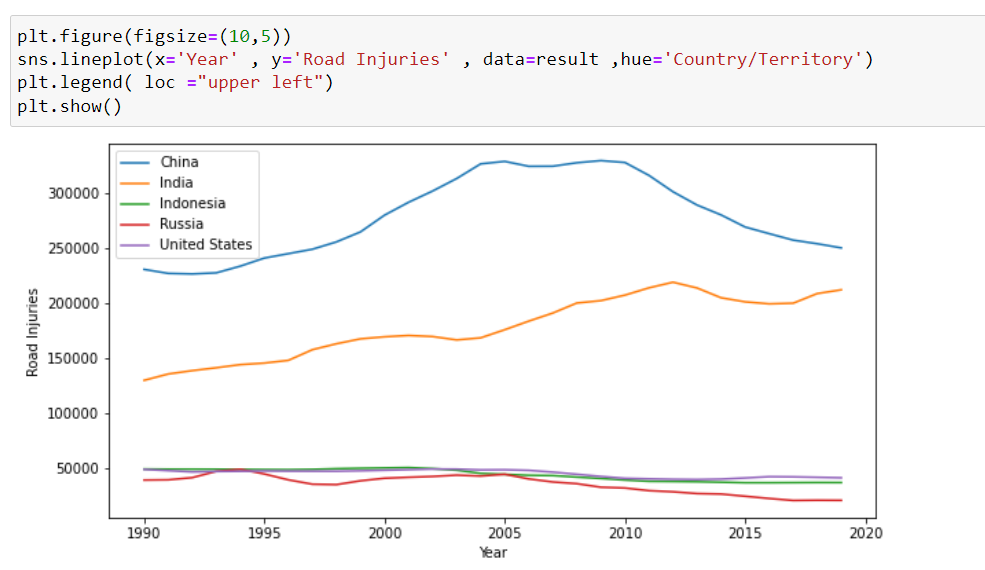 plt.figure(figsize=(10,5))
sns.lineplot(x='Year' , y='Road Injuries' , data=result ,hue='Country/Territory')
plt.legend( loc ="upper left")
plt.show()
China
India
Indonesia
Russia
United States
300000
250000
200000
150000
100000
50000
Road Injuries
1990 1995 2000 2005 2010 2015 2020
Year